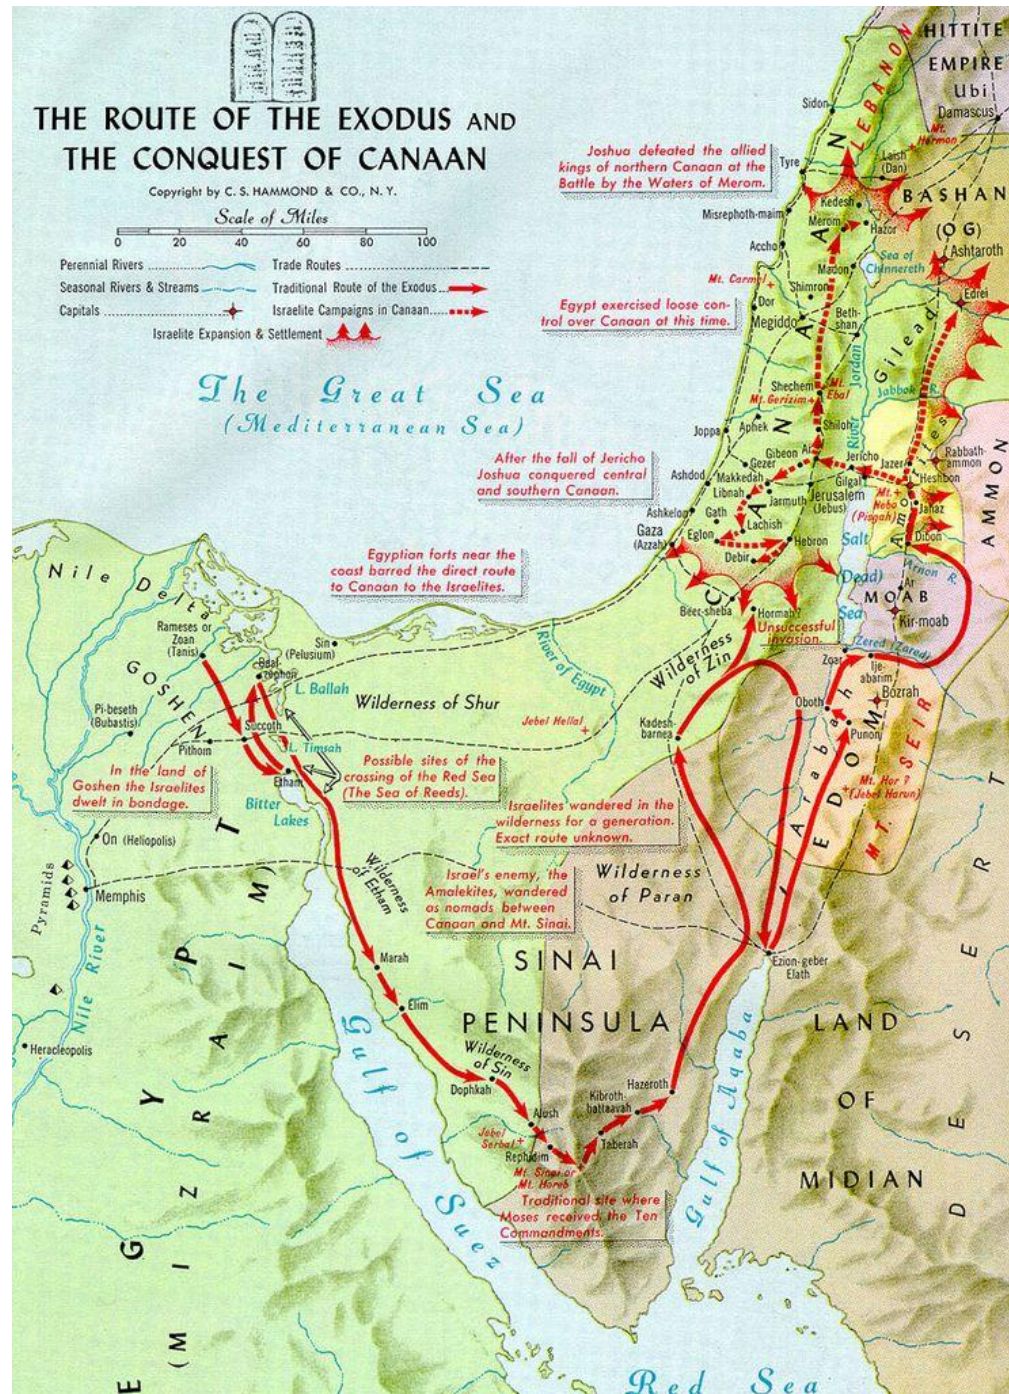 THE ROUTE OF THE EXODUS AND
THE CONQUEST OF CANAAN
Copyright by C. S. HAMMOND & CO., N. Y.
Scale of Miles
0 20 40 60 80 100
Perennial Rivers
Trade Routes
Seasonal Rivers & Streams
Traditional Route of the Exodus
Capitals
Israelite Campaigns in Canaan
Israelite Expansion & Settlement
HITTITE
EMPIRE
Ubi
Damascus
LEBANON
Mt.
Hermon
Sidon
Tyre
Laish
(Dan)
Joshua defeated the allied
kings of northern Canaan at the
Battle by the Waters of Merom.
BASHAN
(OG)
Ashtaroth
Kedesh
Merom
Hazor
Misrephoth-maim
Accho
Sea of
Chinnereth
Madon
Mt. Carmel
Shimron
Edrei
Dor
Megiddo
Beth-
shan
Egypt exercised loose con-
trol over Canaan at this time.
CANAAN
Gilead
Jordan
River
Jabbok R.
The Great Sea
(Mediterranean Sea)
Shechem
Mt.
Ebal
Mt. Gerizim
Joppa
Aphek
Shiloh
Amorites
AMMON
After the fall of Jericho
Joshua conquered central
and southern Canaan.
Gibeon
Ai
Gezer
Jericho
Jazer
Rabbath-
ammon
Ashdod
Makkedah
Gilgal
Heshbon
Libnah
Jarmuth
Jerusalem
(Jebus)
Mt.
Nebo
(Pisgah)
Jahaz
Ashkelon
Gath
Lachish
Gaza
(Azzah)
Eglon
Hebron
Salt
Dibon
Debir
(Dead)
Arnon R.
Egyptian forts near the
coast barred the direct route
to Canaan to the Israelites.
Ar
MOAB
Sea
Kir-moab
Beer-sheba
Hormah?
Unsuccessful
invasion.
Nile Delta
Rameses or
Zoan
(Tanis)
Sin
(Pelusium)
River of Egypt
Wilderness
of Zin
Zered (Zared)
Zoar
Ije-
abarim
GOSHEN
Baal-
zephon
L. Ballah
Wilderness of Shur
Bozrah
Oboth
Pi-beseth
(Bubastis)
Succoth
Jebel Hellal
Kadesh-
barnea
Punon
Pithom
L. Timsah
Arabah
EDOM
MT. SEIR
Etham
Possible sites of the
crossing of the Red Sea
(The Sea of Reeds).
Mt. Hor ?
(Jebel Harun)
In the land of
Goshen the Israelites
dwelt in bondage.
Bitter
Lakes
Israelites wandered in the
wilderness for a generation.
Exact route unknown.
On (Heliopolis)
Wilderness
of Etham
Israel's enemy, the
Amalekites, wandered
as nomads between
Canaan and Mt. Sinai.
Wilderness
of Paran
Pyramids
Memphis
Nile River
DESERT
Marah
SINAI
PENINSULA
Ezion-geber
Elath
Elim
LAND
OF
MIDIAN
Heracleopolis
Wilderness
of Sin
Dophkah
Hazeroth
Kibroth-
hattaavah
Gulf of Aqaba
Gulf of Suez
Alush
Jebel
Serbal
Taberah
Rephidim
Mt. Sinai or
Mt. Horeb
Traditional site where
Moses received the Ten
Commandments.
EGYPT
(MIZRAIM)
Red Sea